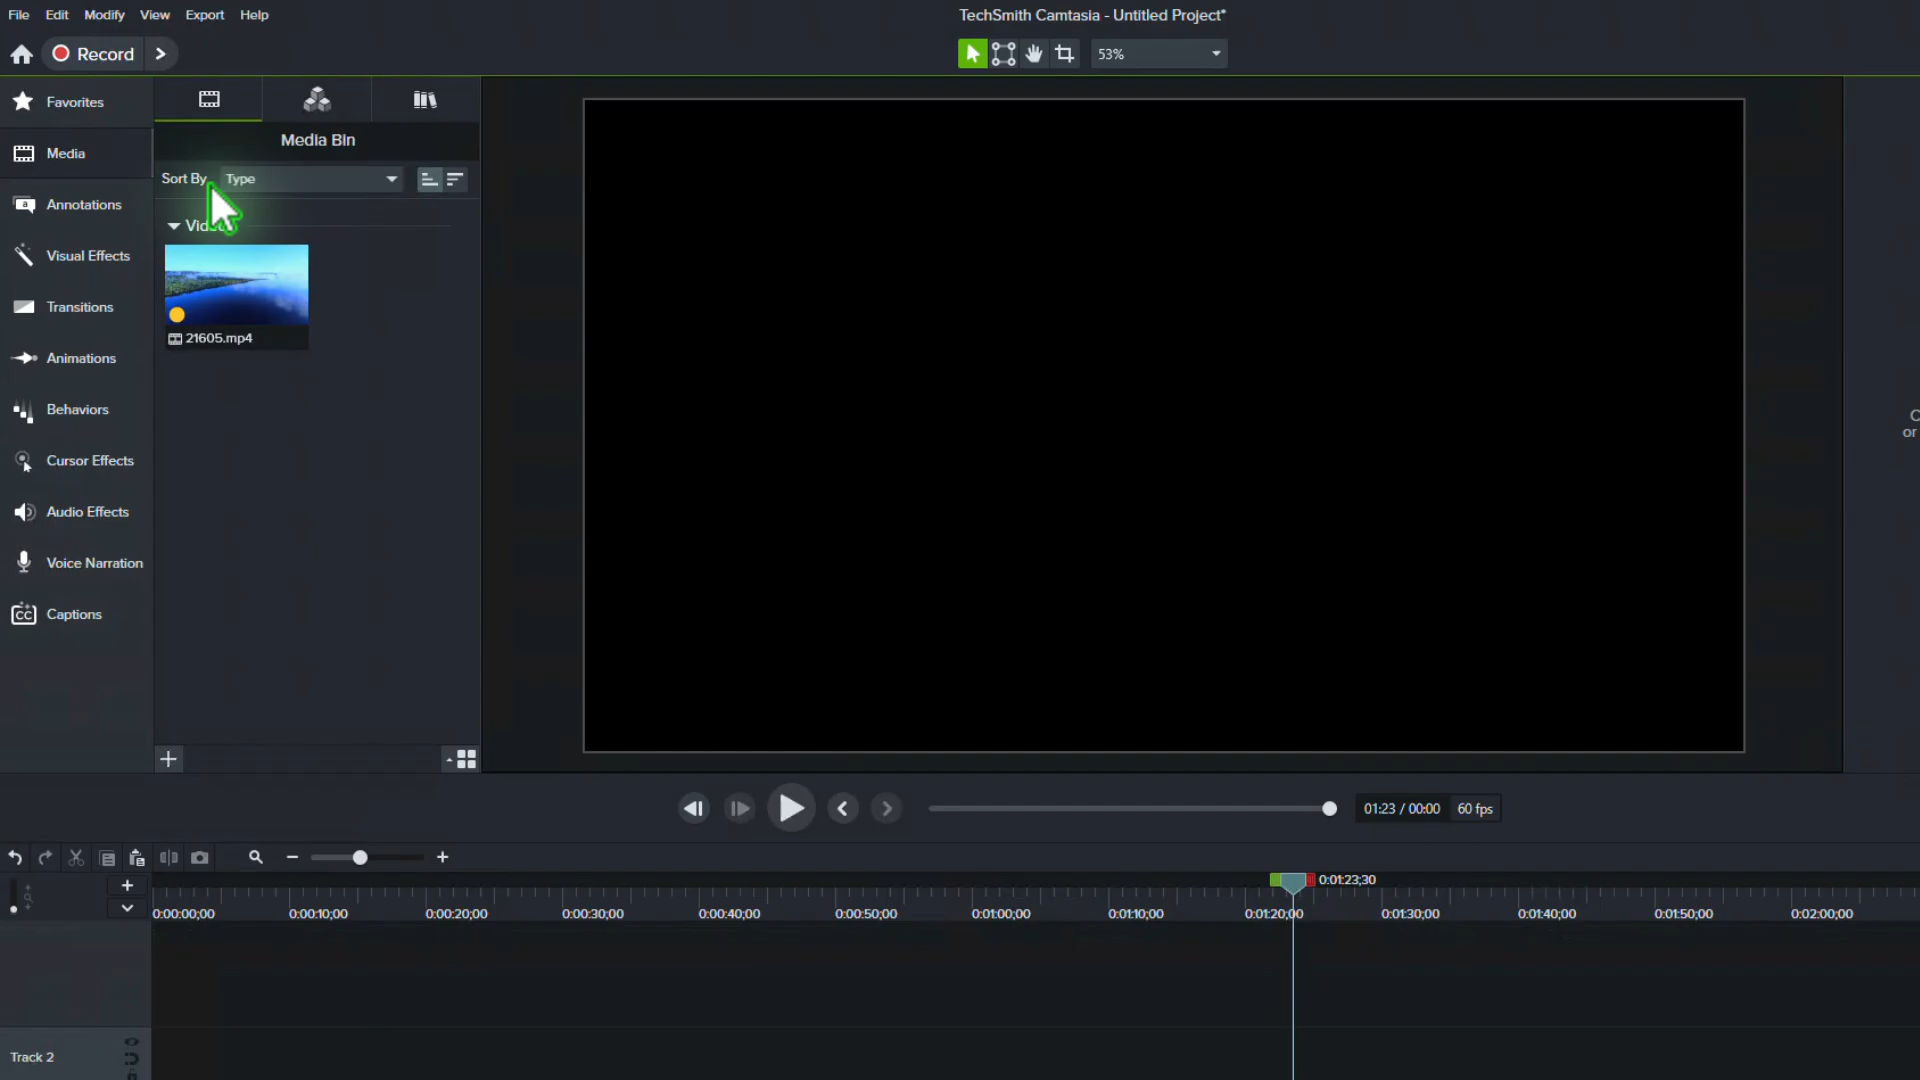 File Edit Modify View Export Help
TechSmith Camtasia - Untitled Project*
Record
53%
Favorites
Media
Annotations
Visual Effects
Transitions
Animations
Behaviors
Cursor Effects
Audio Effects
Voice Narration
CC Captions
Media Bin
Sort By Type
21605.mp4
C
or
01:23 / 00:00 60 fps
0:01:23;30
0:00:00;00 0:00:10;00 0:00:20;00 0:00:30;00 0:00:40;00 0:00:50;00 0:01:00;00 0:01:10;00 0:01:20;00 0:01:30;00 0:01:40;00 0:01:50;00 0:02:00;00
Track 2